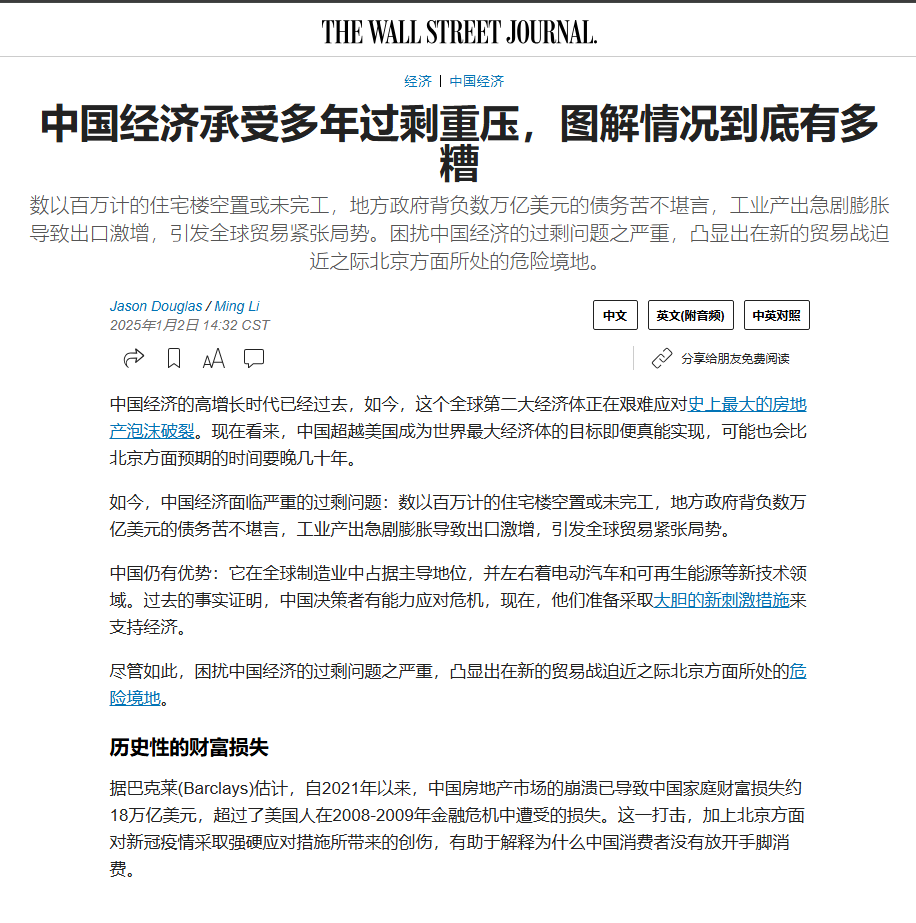 THE WALL STREET JOURNAL.
经济 | 中国经济
中国经济承受多年过剩重压，图解情况到底有多
糟
数以百万计的住宅楼空置或未完工，地方政府背负数万亿美元的债务苦不堪言，工业产出急剧膨胀
导致出口激增，引发全球贸易紧张局势。困扰中国经济的过剩问题之严重，凸显出在新的贸易战迫
近之际北京方面所处的危险境地。
Jason Douglas / Ming Li
2025年1月2日 14:32 CST
中文 英文(附音频) 中英对照
AA 分享给朋友免费阅读
中国经济的高增长时代已经过去，如今，这个全球第二大经济体正在艰难应对史上最大的房地
产泡沫破裂。现在看来，中国超越美国成为世界最大经济体的目标即便真能实现，可能也会比
北京方面预期的时间要晚几十年。
如今，中国经济面临严重的过剩问题：数以百万计的住宅楼空置或未完工，地方政府背负数万
亿美元的债务苦不堪言，工业产出急剧膨胀导致出口激增，引发全球贸易紧张局势。
中国仍有优势：它在全球制造业中占据主导地位，并左右着电动汽车和可再生能源等新技术领
域。过去的事实证明，中国决策者有能力应对危机，现在，他们准备采取大胆的新刺激措施来
支持经济。
尽管如此，困扰中国经济的过剩问题之严重，凸显出在新的贸易战迫近之际北京方面所处的危
险境地。
历史性的财富损失
据巴克莱(Barclays)估计，自2021年以来，中国房地产市场的崩溃已导致中国家庭财富损失约
18万亿美元，超过了美国人在2008-2009年金融危机中遭受的损失。这一打击，加上北京方面
对新冠疫情采取强硬应对措施所带来的创伤，有助于解释为什么中国消费者没有放开手脚消
费。